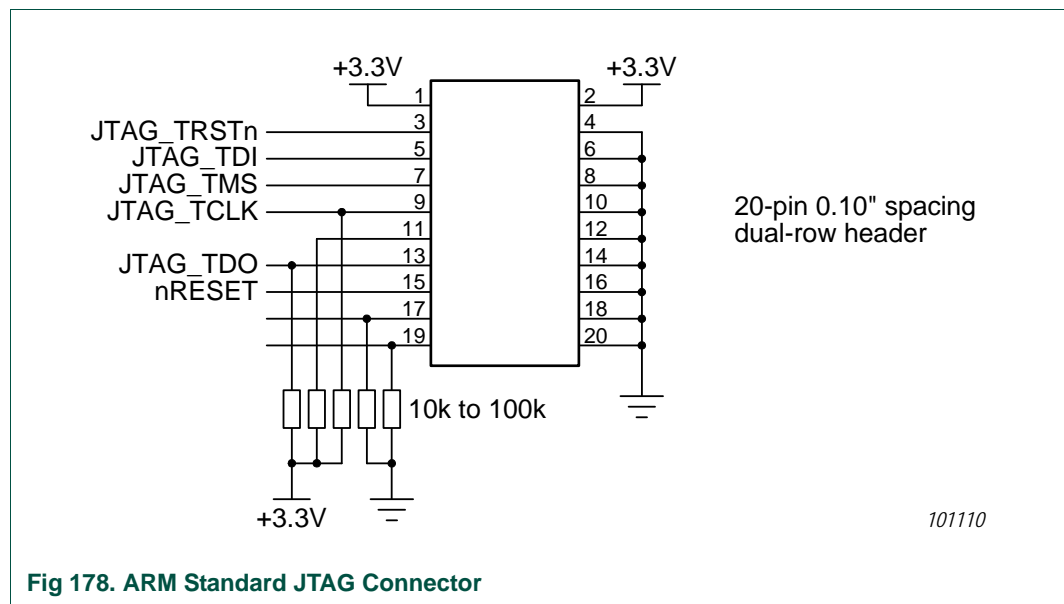 +3.3V +3.3V
1 2
JTAG_TRSTn 3 4
JTAG_TDI 5 6
JTAG_TMS 7 8
JTAG_TCLK 9 10
11 12
JTAG_TDO 13 14
nRESET 15 16
17 18
19 20
20-pin 0.10" spacing
dual-row header
10k to 100k
+3.3V
101110
Fig 178. ARM Standard JTAG Connector